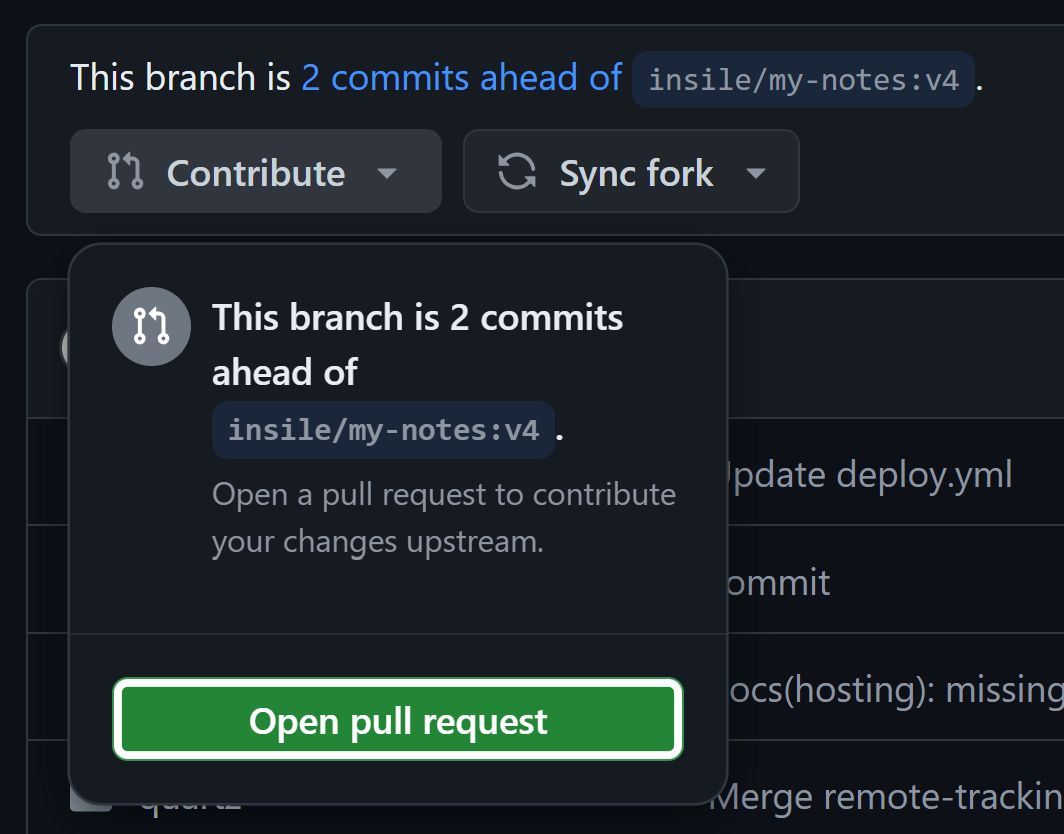 This branch is 2 commits ahead of insile/my-notes:v4 .
Contribute Sync fork
This branch is 2 commits
ahead of
insile/my-notes:v4 .
Open a pull request to contribute
your changes upstream.
Open pull request
Update deploy.yml
ommit
ocs(hosting): missing
quartz Merge remote-trackin